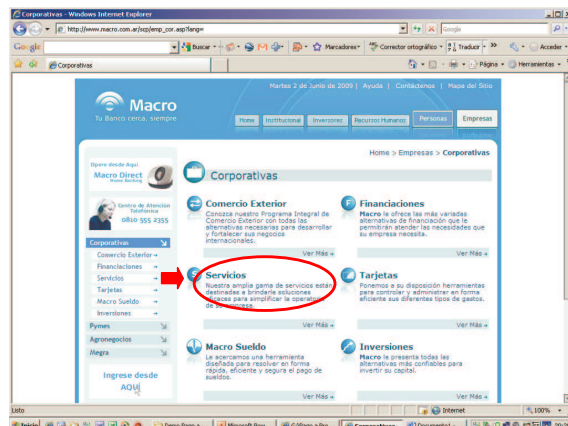 Corporativas - Windows Internet Explorer
http://www.macro.com.ar/scp/emp_cor.asp?lang=
Google
Google
Buscar
Marcadores
Corrector ortográfico
Traducir
Acceder
Corporativas
Página
Herramientas
Martes 2 de Junio de 2009 | Ayuda | Contáctenos | Mapa del Sitio
Macro
Tu Banco cerca, siempre
Home
Institucional
Inversores
Recursos Humanos
Personas
Empresas
Home > Empresas > Corporativas
Opere desde Aquí
Macro Direct
Home Banking
Centro de Atención
Telefónica
0810 555 2355
Corporativas
Comercio Exterior
Financiaciones
Servicios
Tarjetas
Macro Sueldo
Inversiones
Pymes
Agronegocios
Megra
Ingrese desde
AQUÍ
Corporativas
Comercio Exterior
Conozca nuestro Programa Integral de
Comercio Exterior con todas las
alternativas necesarias para desarrollar
y fortalecer sus negocios
internacionales.
Ver Más
Financiaciones
Macro le ofrece las más variadas
alternativas de financiación que le
permitirán atender las necesidades que
su empresa necesita.
Ver Más
Servicios
Nuestra amplia gama de servicios están
destinadas a brindarle soluciones
eficaces para simplificar la operatoria
de su empresa.
Ver Más
Tarjetas
Ponemos a su disposición herramientas
para controlar y administrar en forma
eficiente sus diferentes tipos de gastos.
Ver Más
Macro Sueldo
Le acercamos una herramienta
diseñada para resolver en forma
rápida, eficiente y segura el pago de
sueldos.
Ver Más
Inversiones
Macro le presenta todas las
alternativas más confiables para
invertir su capital.
Ver Más
Listo
Internet
100%
Inicio